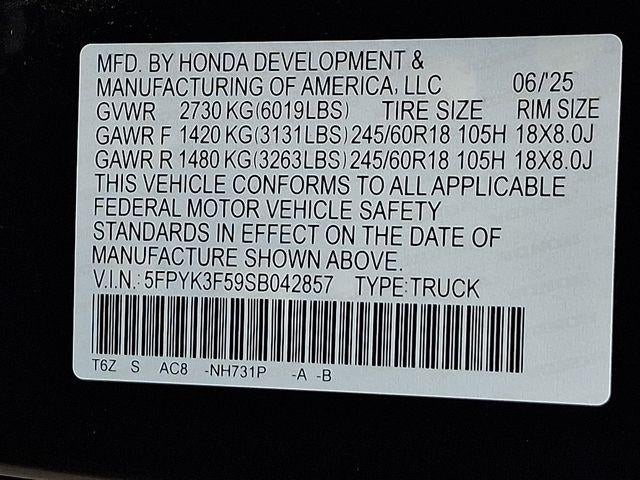 MFD. BY HONDA DEVELOPMENT &
MANUFACTURING OF AMERICA, LLC 06/'25
GVWR 2730 KG(6019LBS) TIRE SIZE RIM SIZE
GAWR F 1420 KG(3131LBS) 245/60R18 105H 18X8.0J
GAWR R 1480 KG(3263LBS) 245/60R18 105H 18X8.0J
THIS VEHICLE CONFORMS TO ALL APPLICABLE
FEDERAL MOTOR VEHICLE SAFETY
STANDARDS IN EFFECT ON THE DATE OF
MANUFACTURE SHOWN ABOVE.
V.I.N.: 5FPYK3F59SB042857 TYPE:TRUCK
T6Z S AC8 -NH731P -A -B